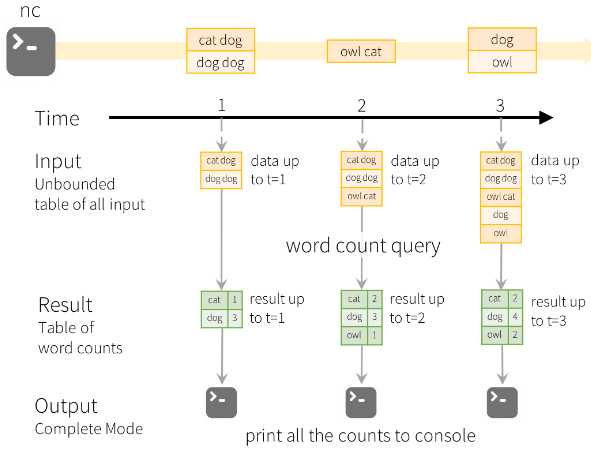 nc
cat dog
dog dog
owl cat
dog
owl
Time
1
2
3
Input
Unbounded
table of all input
cat dog
dog dog
data up
to t=1
cat dog
dog dog
owl cat
data up
to t=2
cat dog
dog dog
owl cat
dog
owl
data up
to t=3
word count query
Result
Table of
word counts
cat 1
dog 3
result up
to t=1
cat 2
dog 3
owl 1
result up
to t=2
cat 2
dog 4
owl 2
result up
to t=3
Output
Complete Mode
print all the counts to console